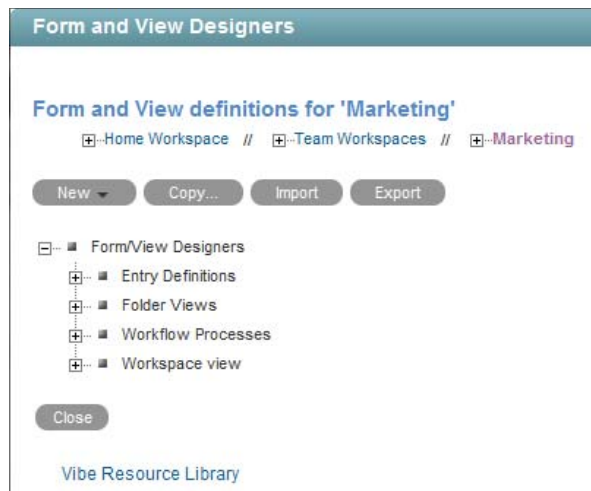 Form and View Designers
Form and View definitions for 'Marketing'
Home Workspace // Team Workspaces // Marketing
New Copy... Import Export
Form/View Designers
Entry Definitions
Folder Views
Workflow Processes
Workspace view
Close
Vibe Resource Library